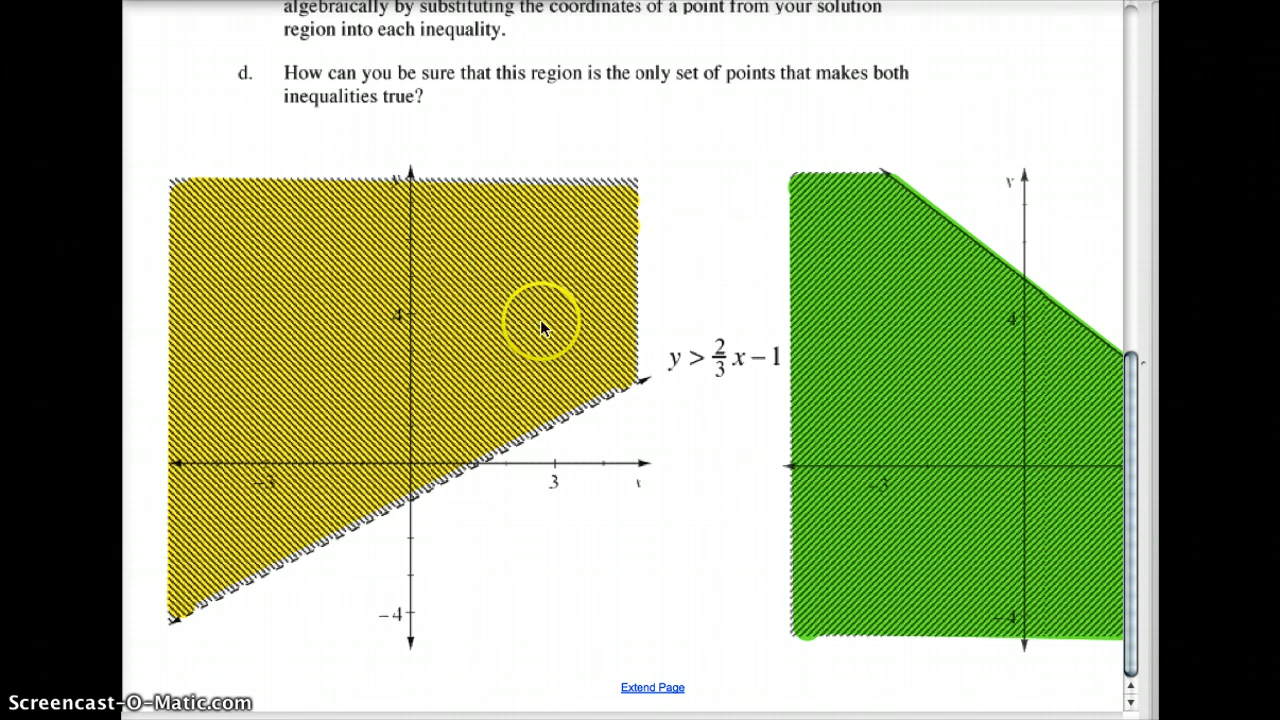 algebraically by substituting the coordinates of a point from your solution
region into each inequality.
d. How can you be sure that this region is the only set of points that makes both
inequalities true?
y
y
4
4
y > 2/3 x − 1
−3
3
x
−3
−4
−4
Extend Page
Screencast-O-Matic.com